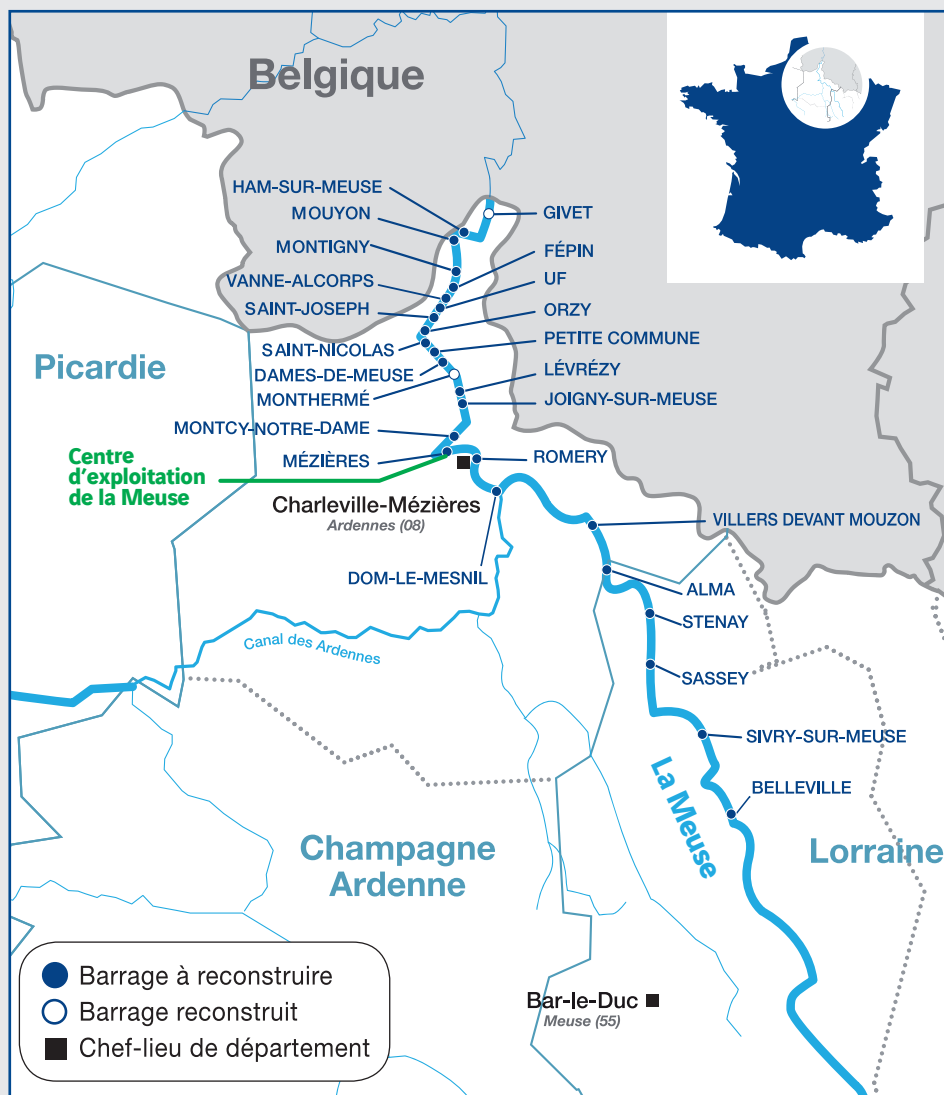 Belgique
HAM-SUR-MEUSE
MOUYON
GIVET
MONTIGNY
FÉPIN
VANNE-ALCORPS
UF
SAINT-JOSEPH
ORZY
SAINT-NICOLAS
PETITE COMMUNE
Picardie
DAMES-DE-MEUSE
LÉVRÉZY
MONTHERMÉ
JOIGNY-SUR-MEUSE
MONTCY-NOTRE-DAME
MÉZIÈRES
ROMERY
Centre
d'exploitation
de la Meuse
Charleville-Mézières
Ardennes (08)
VILLERS DEVANT MOUZON
DOM-LE-MESNIL
ALMA
STENAY
Canal des Ardennes
SASSEY
SIVRY-SUR-MEUSE
La Meuse
BELLEVILLE
Champagne
Ardenne
Lorraine
Barrage à reconstruire
Barrage reconstruit
Chef-lieu de département
Bar-le-Duc
Meuse (55)